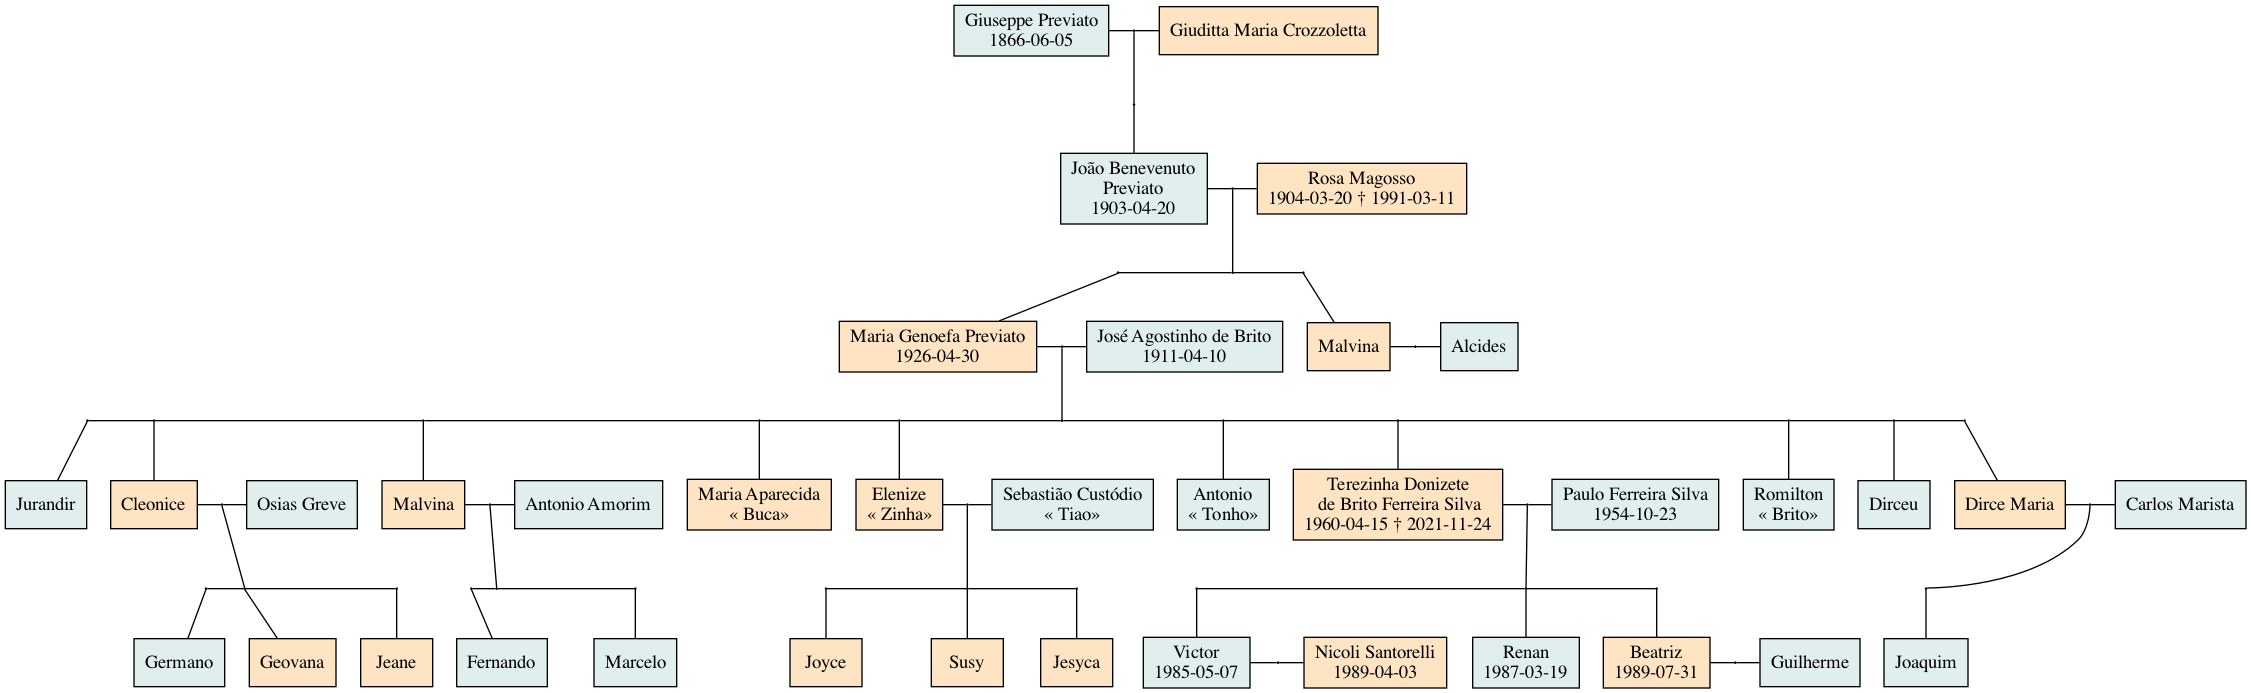 Giuseppe Previato
1866-06-05
Giuditta Maria Crozzoletta
João Benevenuto
Previato
1903-04-20
Rosa Magosso
1904-03-20 † 1991-03-11
Maria Genoefa Previato
1926-04-30
José Agostinho de Brito
1911-04-10
Malvina
Alcides
Jurandir
Cleonice
Osias Greve
Malvina
Antonio Amorim
Maria Aparecida
« Buca»
Elenize
« Zinha»
Sebastião Custódio
« Tiao»
Antonio
« Tonho»
Terezinha Donizete
de Brito Ferreira Silva
1960-04-15 † 2021-11-24
Paulo Ferreira Silva
1954-10-23
Romilton
« Brito»
Dirceu
Dirce Maria
Carlos Marista
Germano
Geovana
Jeane
Fernando
Marcelo
Joyce
Susy
Jesyca
Victor
1985-05-07
Nicoli Santorelli
1989-04-03
Renan
1987-03-19
Beatriz
1989-07-31
Guilherme
Joaquim